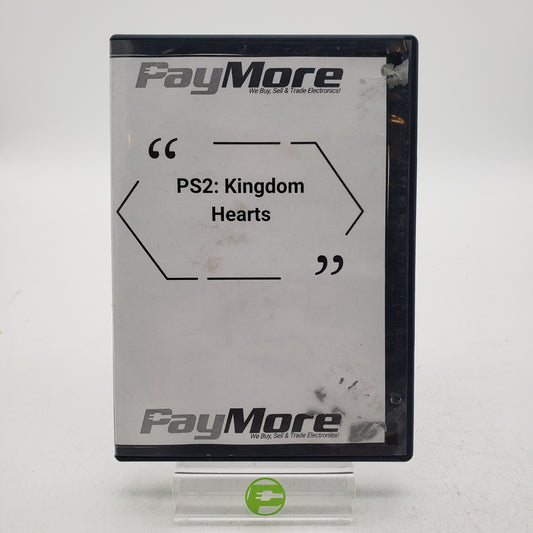 PayMore
We Buy, Sell & Trade Electronics!
“
PS2: Kingdom
Hearts
”
PayMore
We Buy, Sell & Trade Electronics!